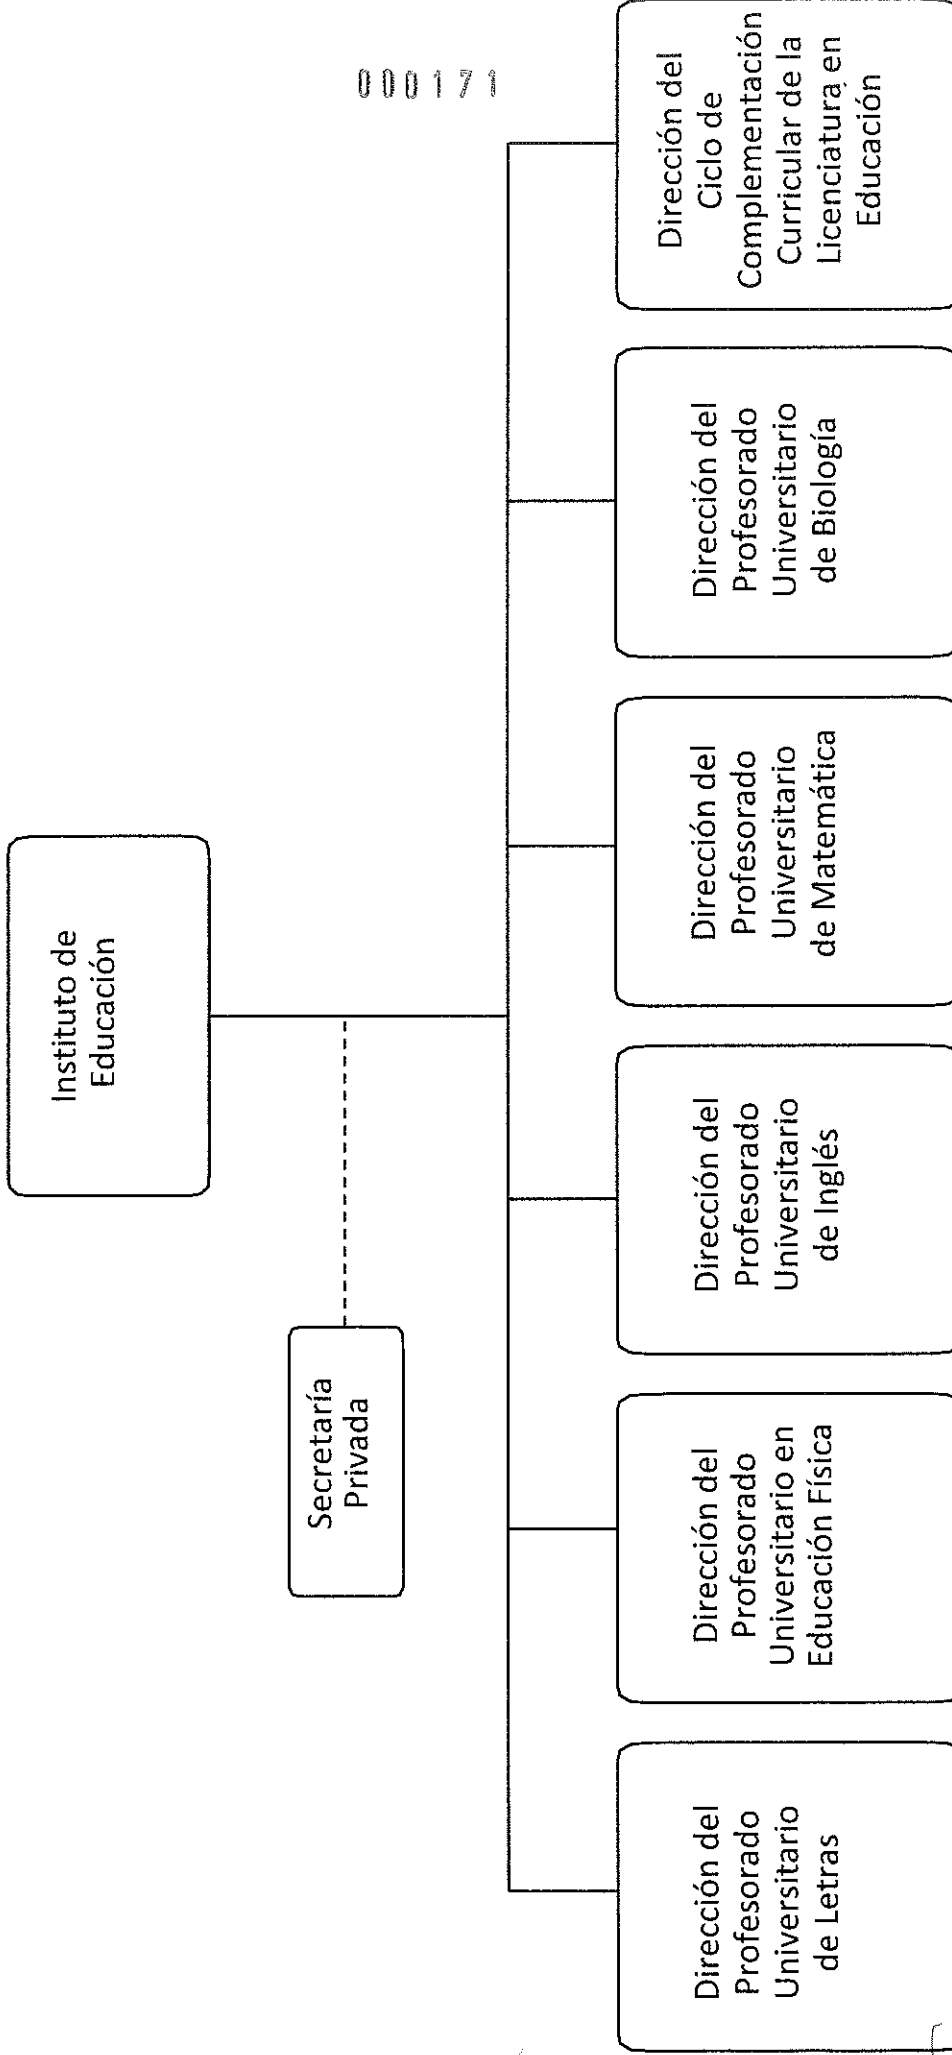 000171
Instituto de
Educación
Secretaría
Privada
Dirección del
Profesorado
Universitario
de Letras
Dirección del
Profesorado
Universitario en
Educación Física
Dirección del
Profesorado
Universitario
de Inglés
Dirección del
Profesorado
Universitario
de Matemática
Dirección del
Profesorado
Universitario
de Biología
Dirección del
Ciclo de
Complementación
Curricular de la
Licenciatura en
Educación